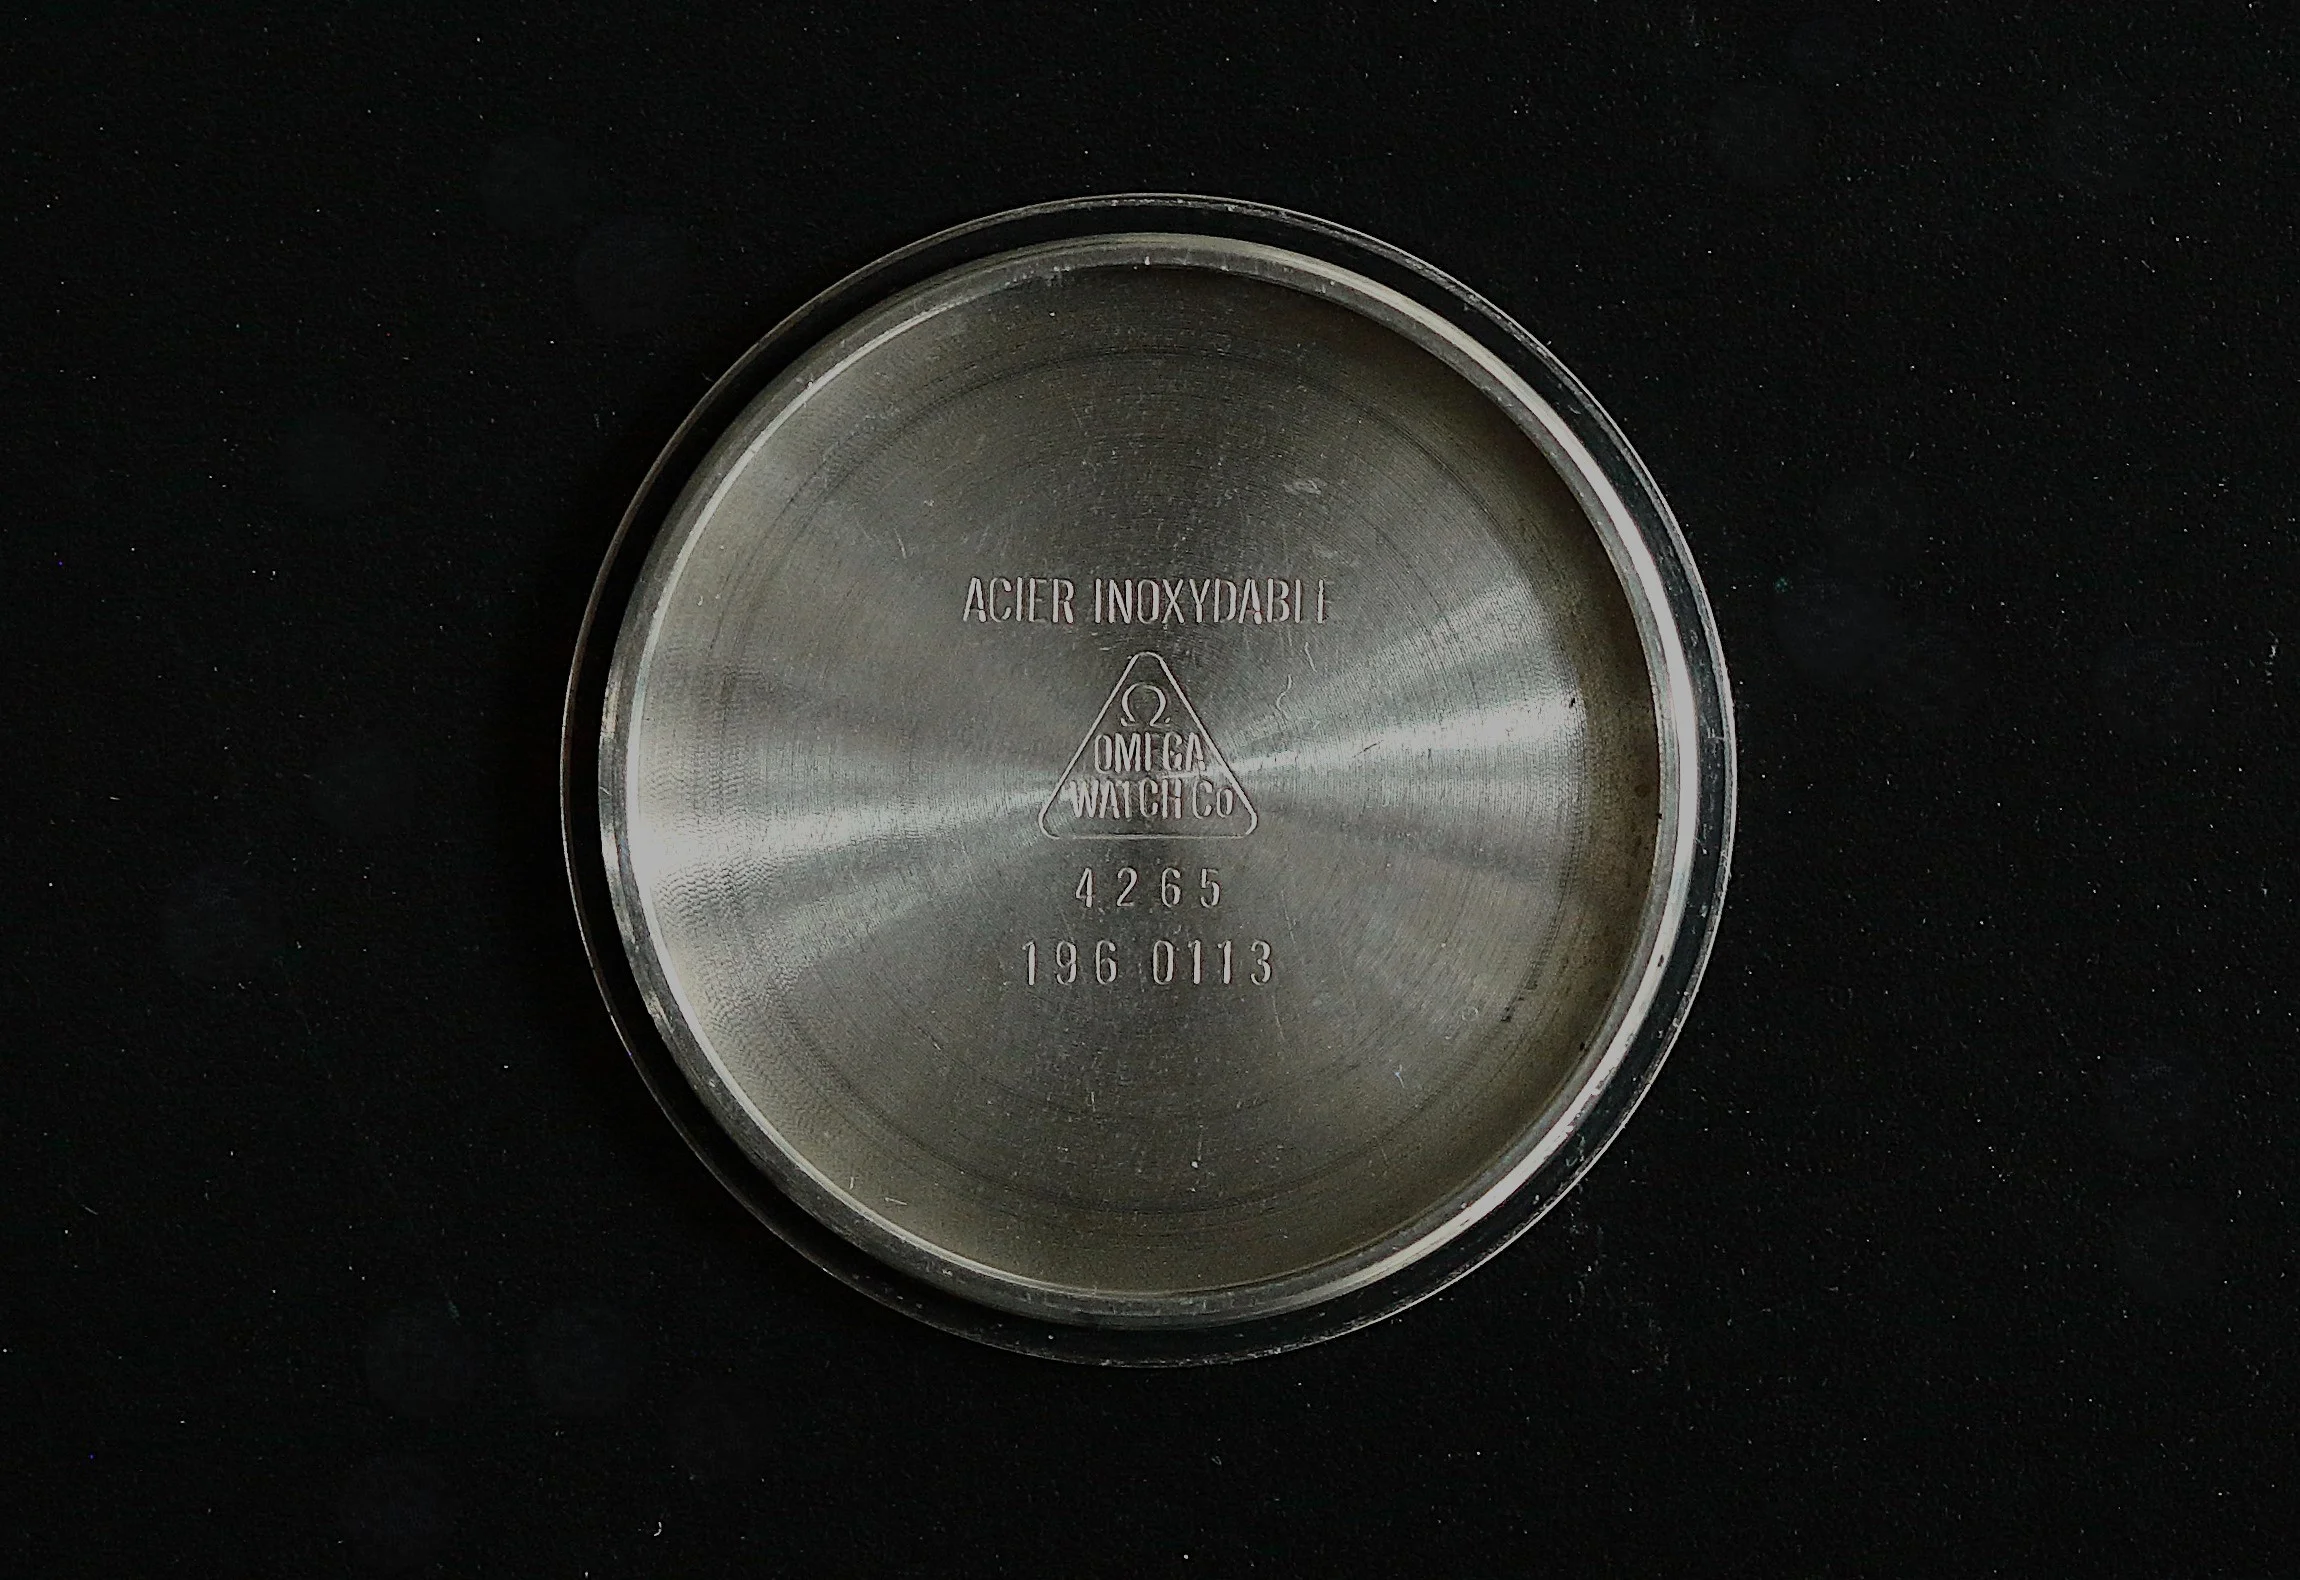 ACIER INOXYDABLE
Ω
OMEGA
WATCH Co
4265
196 0113